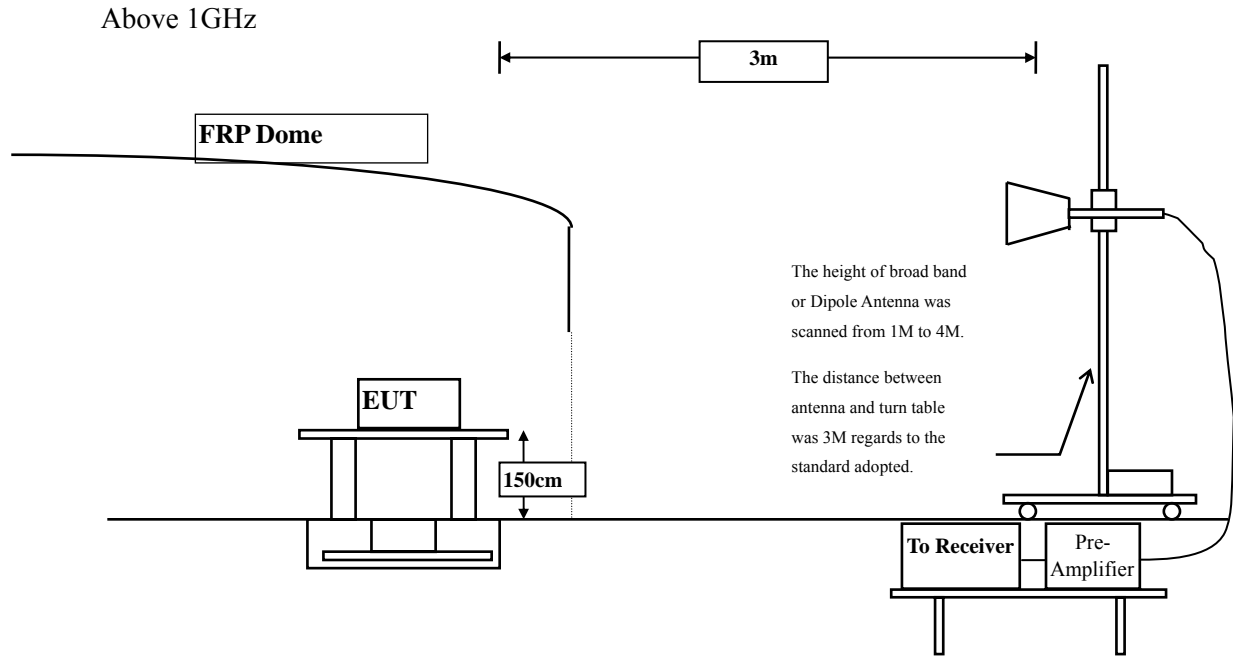 Above 1GHz
3m
FRP Dome
The height of broad band
or Dipole Antenna was
scanned from 1M to 4M.
The distance between
antenna and turn table
was 3M regards to the
standard adopted.
EUT
150cm
To Receiver
Pre-
Amplifier